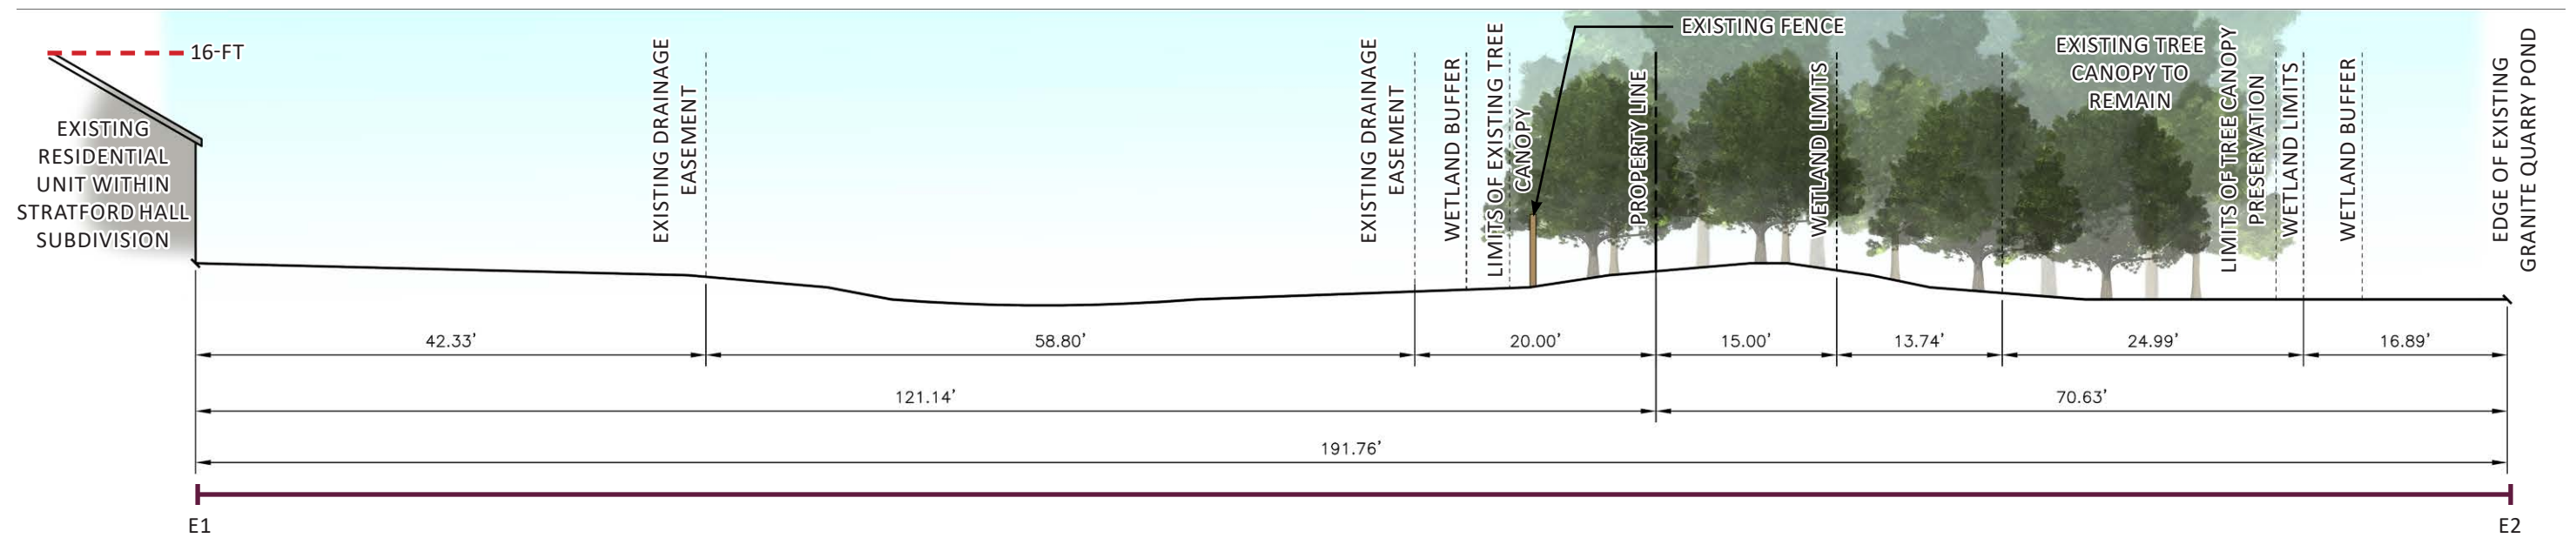 16-FT
EXISTING
RESIDENTIAL
UNIT WITHIN
STRATFORD HALL
SUBDIVISION
EXISTING DRAINAGE
EASEMENT
EXISTING DRAINAGE
EASEMENT
WETLAND BUFFER
LIMITS OF EXISTING TREE
CANOPY
EXISTING FENCE
PROPERTY LINE
WETLAND LIMITS
EXISTING TREE
CANOPY TO
REMAIN
LIMITS OF TREE CANOPY
PRESERVATION
WETLAND LIMITS
WETLAND BUFFER
EDGE OF EXISTING
GRANITE QUARRY POND
42.33'
58.80'
20.00'
15.00'
13.74'
24.99'
16.89'
121.14'
70.63'
191.76'
E1
E2